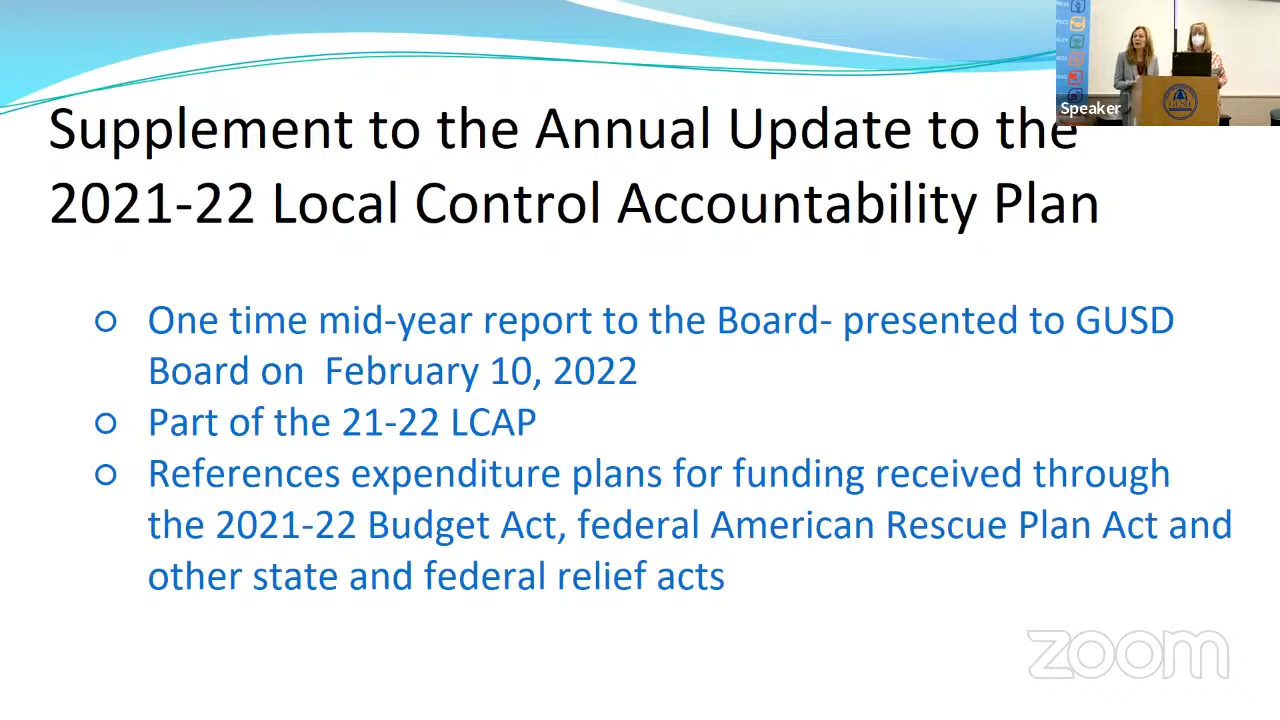 Supplement to the Annual Update to the
2021-22 Local Control Accountability Plan
○ One time mid-year report to the Board- presented to GUSD
Board on  February 10, 2022
○ Part of the 21-22 LCAP
○ References expenditure plans for funding received through
the 2021-22 Budget Act, federal American Rescue Plan Act and
other state and federal relief acts
Speaker
zoom